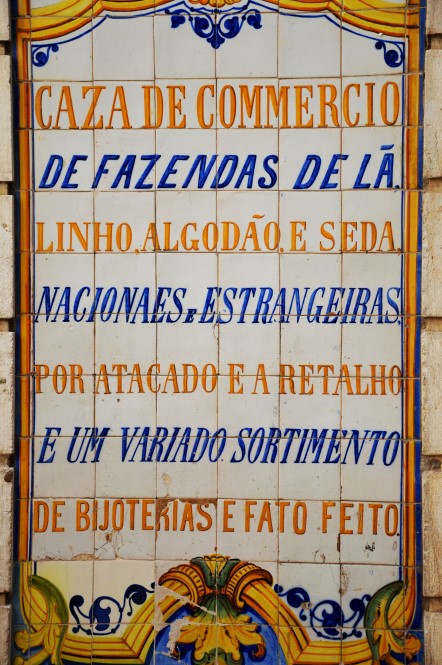 CAZA DE COMMERCIO
DE FAZENDAS DE LÃ,
LINHO, ALGODÃO, E SEDA,
NACIONAES E ESTRANGEIRAS,
POR ATACADO E A RETALHO
E UM VARIADO SORTIMENTO
DE BIJOTERIAS E FATO FEITO.